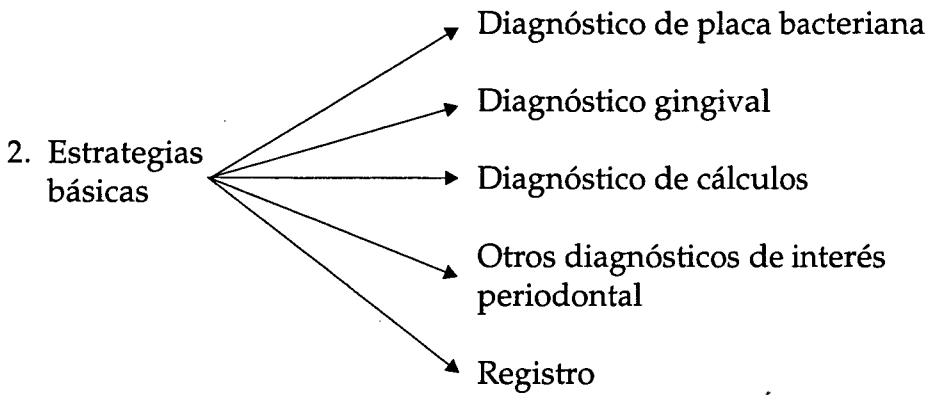 Diagnóstico de placa bacteriana
Diagnóstico gingival
2. Estrategias
básicas
Diagnóstico de cálculos
Otros diagnósticos de interés
periodontal
Registro